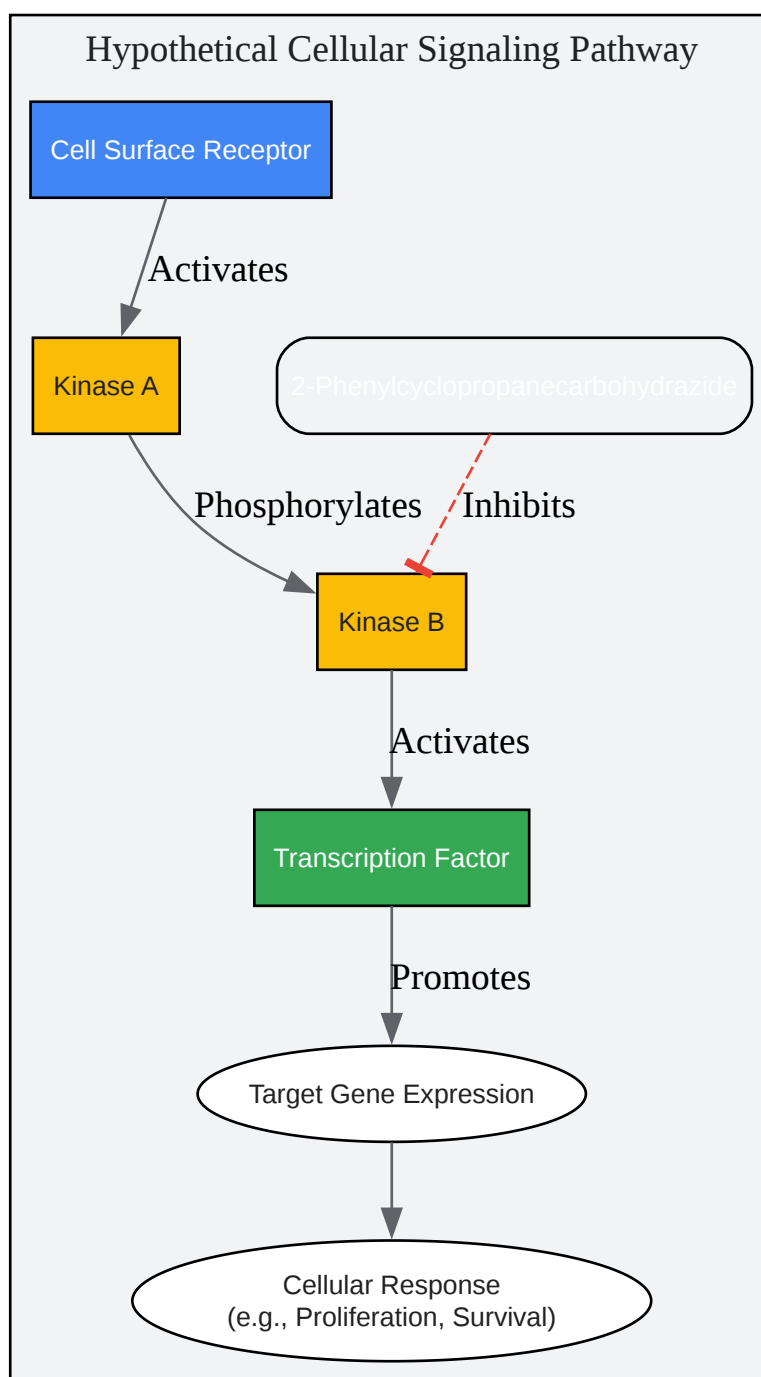 Hypothetical Cellular Signaling Pathway
Cell Surface Receptor
Activates
Kinase A
2-Phenylcyclopropanecarbohydrazide
Phosphorylates
Inhibits
Kinase B
Activates
Transcription Factor
Promotes
Target Gene Expression
Cellular Response
(e.g., Proliferation, Survival)